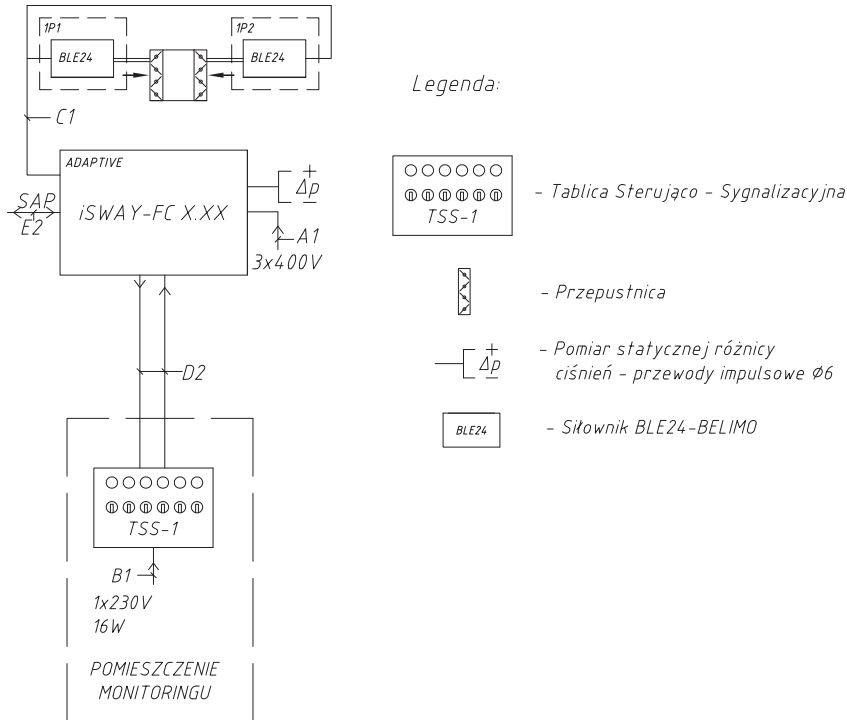 1P1
1P2
BLE24
BLE24
C1
Legenda:
ADAPTIVE
iSWAY-FC X.XX
+
Δp
-
SAP
E2
A1
3x400V
TSS-1
- Tablica Sterująco - Sygnalizacyjna
- Przepustnica
D2
+
Δp
-
- Pomiar statycznej różnicy
ciśnień - przewody impulsowe Ø6
BLE24
- Siłownik BLE24-BELIMO
TSS-1
B1
1x230V
16W
POMIESZCZENIE
MONITORINGU